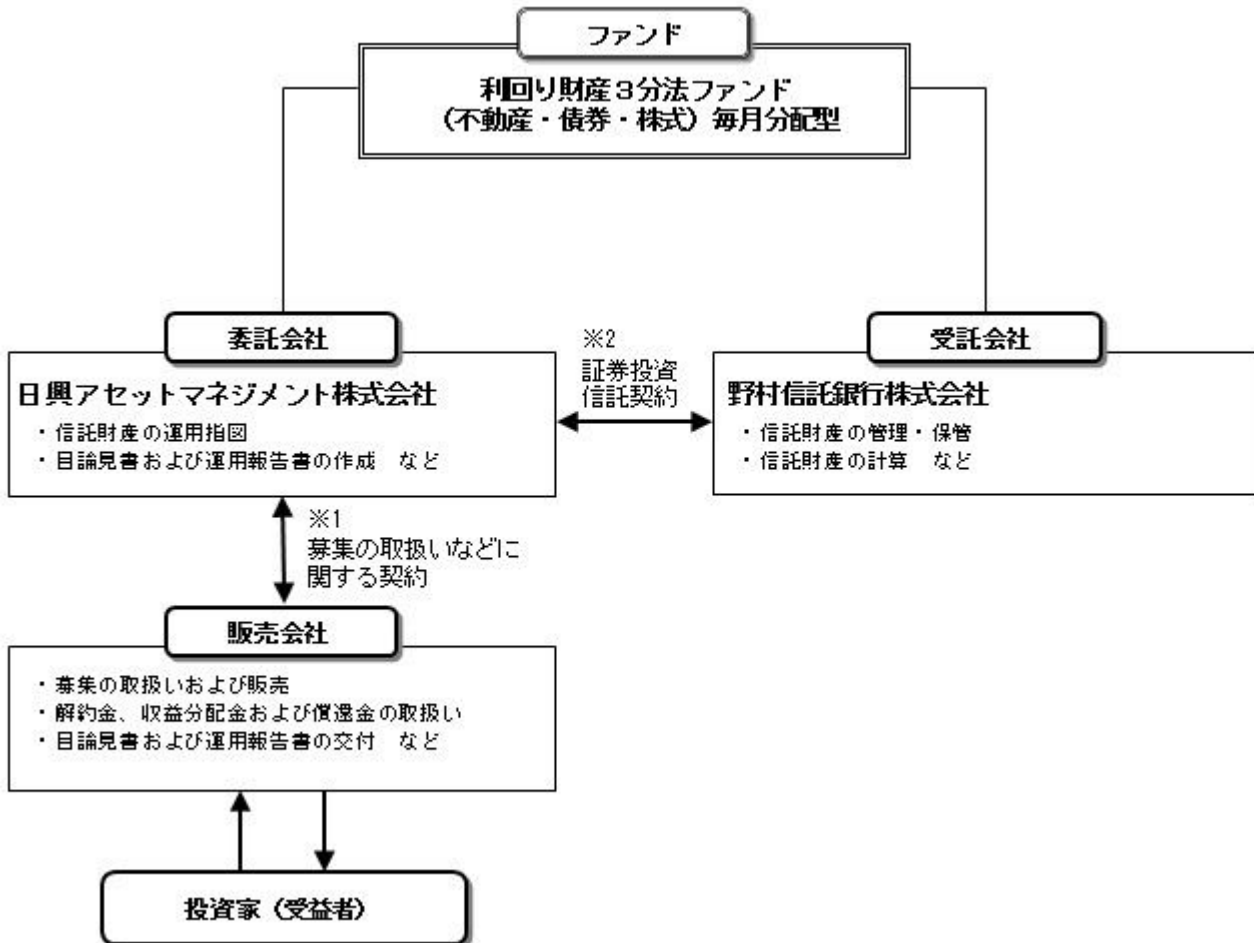 ファンド
利回り財産3分法ファンド
（不動産・債券・株式）毎月分配型
委託会社
日興アセットマネジメント株式会社
・信託財産の運用指図
・目論見書および運用報告書の作成　など
※2
証券投資
信託契約
受託会社
野村信託銀行株式会社
・信託財産の管理・保管
・信託財産の計算　など
※1
募集の取扱いなどに
関する契約
販売会社
・募集の取扱いおよび販売
・解約金、収益分配金および償還金の取扱い
・目論見書および運用報告書の交付　など
投資家（受益者）